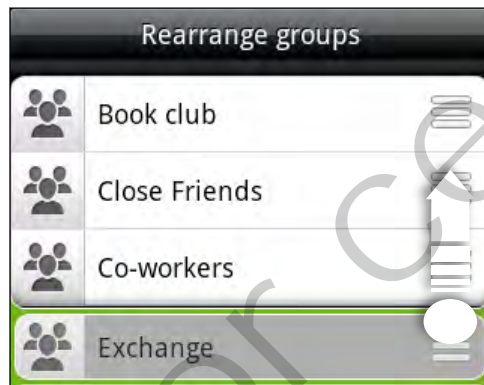 Rearrange groups
Book club
Close Friends
Co-workers
Exchange